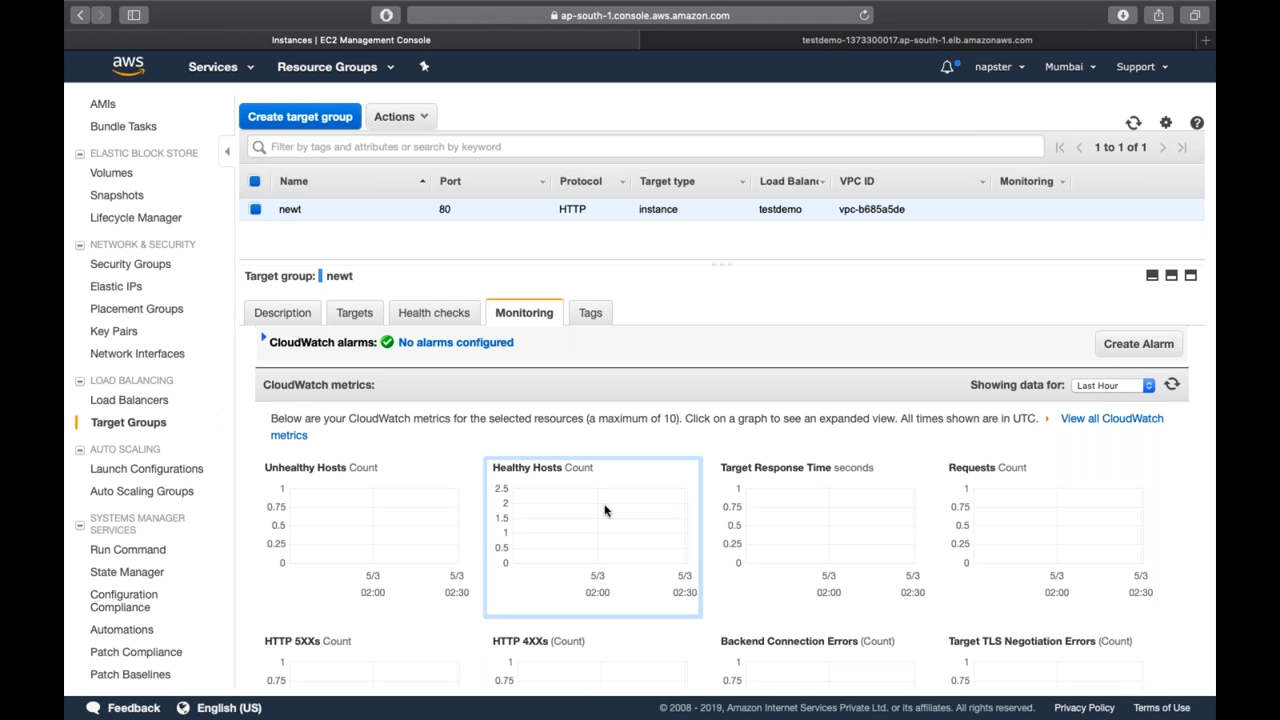 ap-south-1.console.aws.amazon.com
Instances | EC2 Management Console
testdemo-1373300017.ap-south-1.elb.amazonaws.com
aws
Services
Resource Groups
napster
Mumbai
Support
AMIs
Bundle Tasks
ELASTIC BLOCK STORE
Volumes
Snapshots
Lifecycle Manager
NETWORK & SECURITY
Security Groups
Elastic IPs
Placement Groups
Key Pairs
Network Interfaces
LOAD BALANCING
Load Balancers
Target Groups
AUTO SCALING
Launch Configurations
Auto Scaling Groups
SYSTEMS MANAGER
SERVICES
Run Command
State Manager
Configuration
Compliance
Automations
Patch Compliance
Patch Baselines
Create target group
Actions
Filter by tags and attributes or search by keyword
1 to 1 of 1
Name Port Protocol Target type Load Balan VPC ID Monitoring
newt 80 HTTP instance testdemo vpc-b685a5de
Target group: newt
Description
Targets
Health checks
Monitoring
Tags
CloudWatch alarms: No alarms configured
Create Alarm
CloudWatch metrics:
Showing data for: Last Hour
Below are your CloudWatch metrics for the selected resources (a maximum of 10). Click on a graph to see an expanded view. All times shown are in UTC. View all CloudWatch
metrics
Unhealthy Hosts Count
1
0.75
0.5
0.25
0
5/3 5/3
02:00 02:30
Healthy Hosts Count
2.5
2
1.5
1
0.5
0
5/3 5/3
02:00 02:30
Target Response Time seconds
1
0.75
0.5
0.25
0
5/3 5/3
02:00 02:30
Requests Count
1
0.75
0.5
0.25
0
5/3 5/3
02:00 02:30
HTTP 5XXs Count
1
0.75
HTTP 4XXs (Count)
1
0.75
Backend Connection Errors (Count)
1
0.75
Target TLS Negotiation Errors (Count)
1
0.75
Feedback
English (US)
© 2008 - 2019, Amazon Internet Services Private Ltd. or its affiliates. All rights reserved.
Privacy Policy
Terms of Use